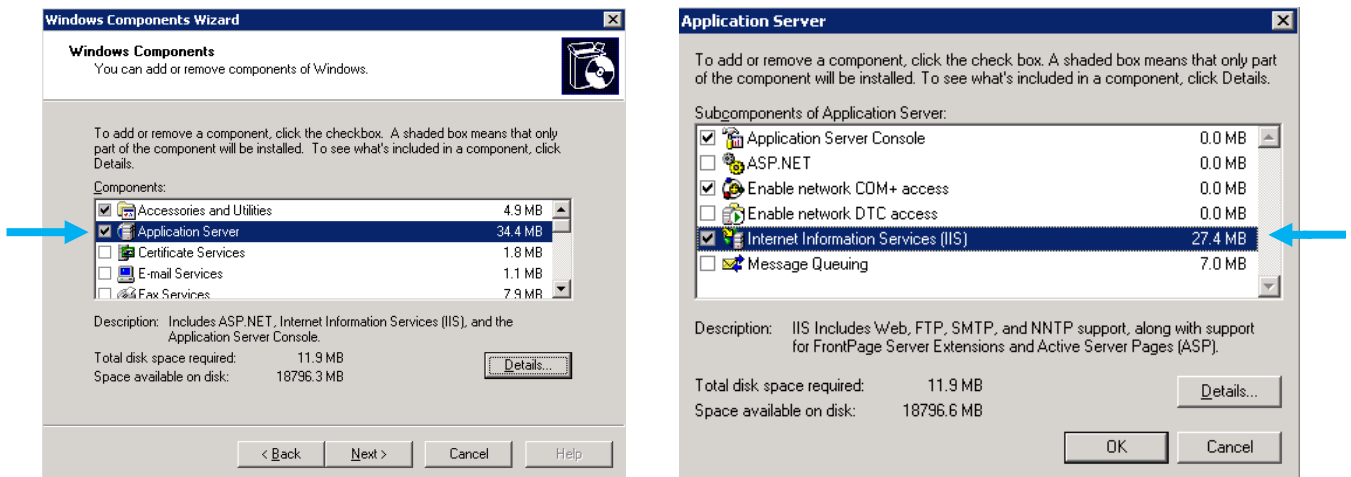 Windows Components Wizard
Windows Components
You can add or remove components of Windows.
To add or remove a component, click the checkbox. A shaded box means that only
part of the component will be installed. To see what's included in a component, click
Details.
Components:
Accessories and Utilities 4.9 MB
Application Server 34.4 MB
Certificate Services 1.8 MB
E-mail Services 1.1 MB
Fax Services 7.9 MB
Description: Includes ASP.NET, Internet Information Services (IIS), and the
Application Server Console.
Total disk space required: 11.9 MB
Space available on disk: 18796.3 MB
Details...
< Back Next > Cancel Help
Application Server
To add or remove a component, click the check box. A shaded box means that only part
of the component will be installed. To see what's included in a component, click Details.
Subcomponents of Application Server:
Application Server Console 0.0 MB
ASP.NET 0.0 MB
Enable network COM+ access 0.0 MB
Enable network DTC access 0.0 MB
Internet Information Services (IIS) 27.4 MB
Message Queuing 7.0 MB
Description: IIS Includes Web, FTP, SMTP, and NNTP support, along with support
for FrontPage Server Extensions and Active Server Pages (ASP).
Total disk space required: 11.9 MB
Space available on disk: 18796.6 MB
Details...
OK Cancel